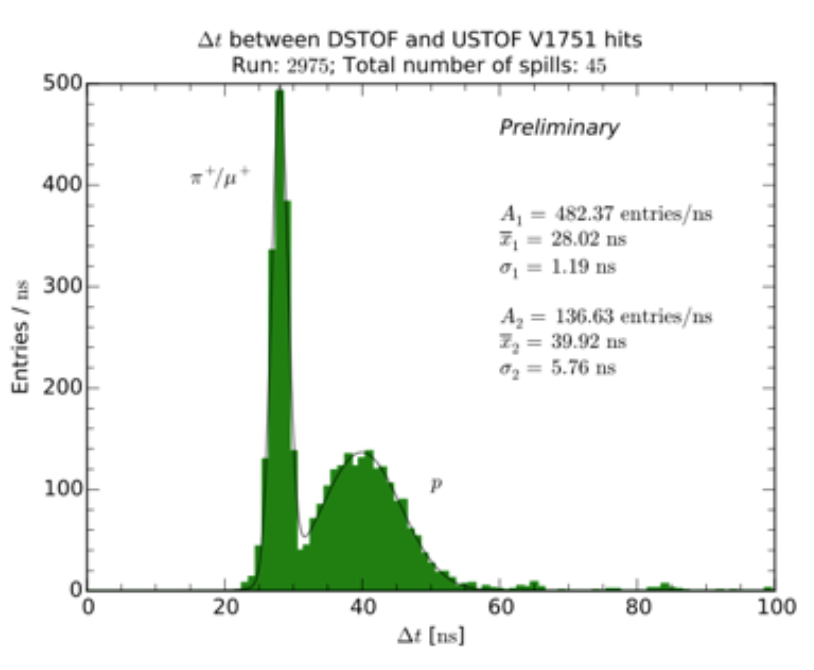 Δt between DSTOF and USTOF V1751 hits
Run: 2975; Total number of spills: 45
Preliminary
π⁺/μ⁺
A₁ = 482.37 entries/ns
x̅₁ = 28.02 ns
σ₁ = 1.19 ns
A₂ = 136.63 entries/ns
x̅₂ = 39.92 ns
σ₂ = 5.76 ns
p
Entries / ns
500
400
300
200
100
0
0 20 40 60 80 100
Δt [ns]